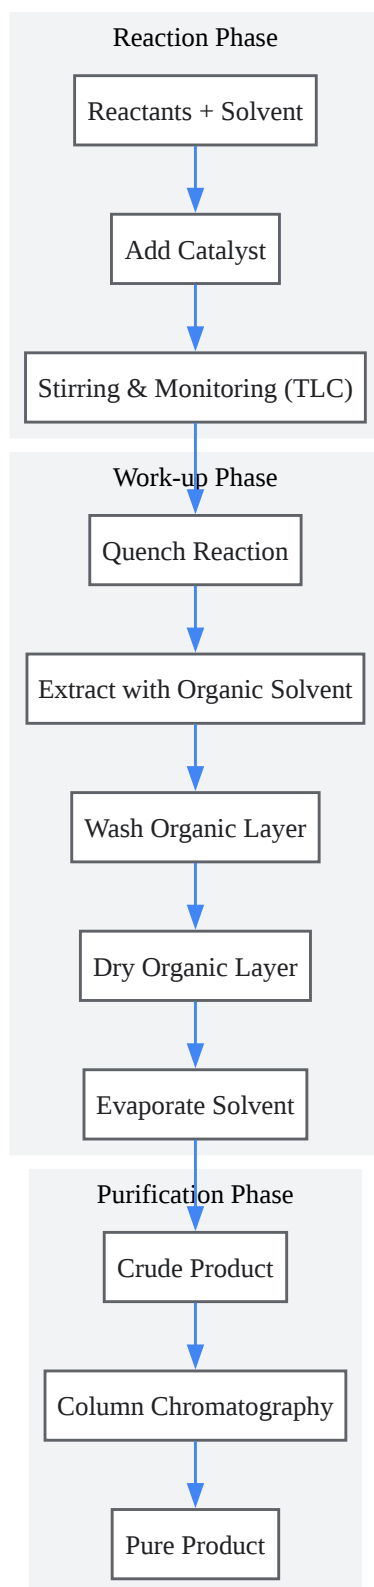 Reaction Phase
Reactants + Solvent
Add Catalyst
Stirring & Monitoring (TLC)
Work-up Phase
Quench Reaction
Extract with Organic Solvent
Wash Organic Layer
Dry Organic Layer
Evaporate Solvent
Purification Phase
Crude Product
Column Chromatography
Pure Product